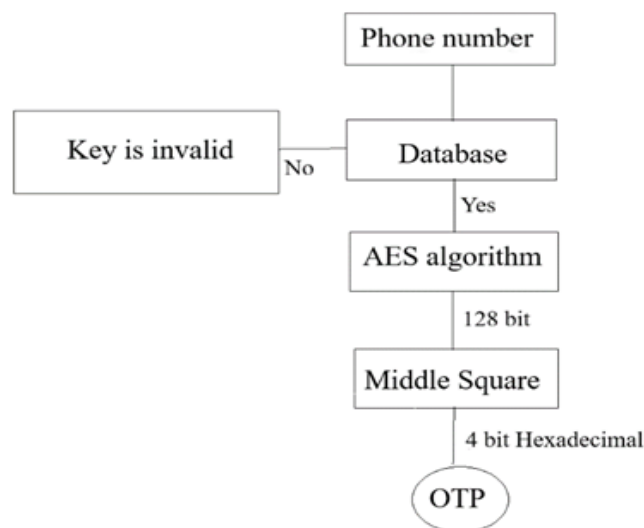 Phone number
Key is invalid
No
Database
Yes
AES algorithm
128 bit
Middle Square
4 bit Hexadecimal
OTP